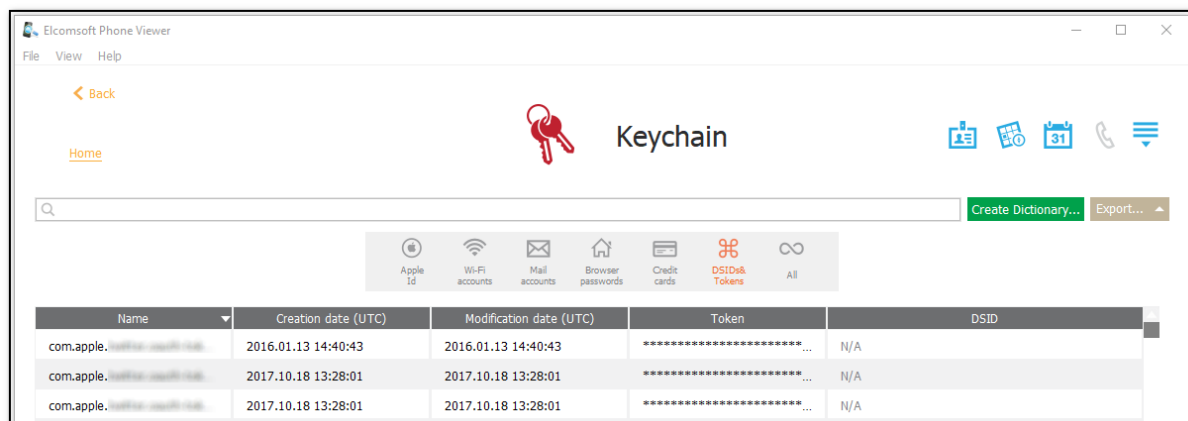 Elcomsoft Phone Viewer
File View Help
Back
Keychain
31
Home
Create Dictionary... Export...
Apple Id
Wi-Fi accounts
Mail accounts
Browser passwords
Credit cards
DSIDs& Tokens
All
Name Creation date (UTC) Modification date (UTC) Token DSID
com.apple. 2016.01.13 14:40:43 2016.01.13 14:40:43 ***********************... N/A
com.apple. 2017.10.18 13:28:01 2017.10.18 13:28:01 ***********************... N/A
com.apple. 2017.10.18 13:28:01 2017.10.18 13:28:01 ***********************... N/A